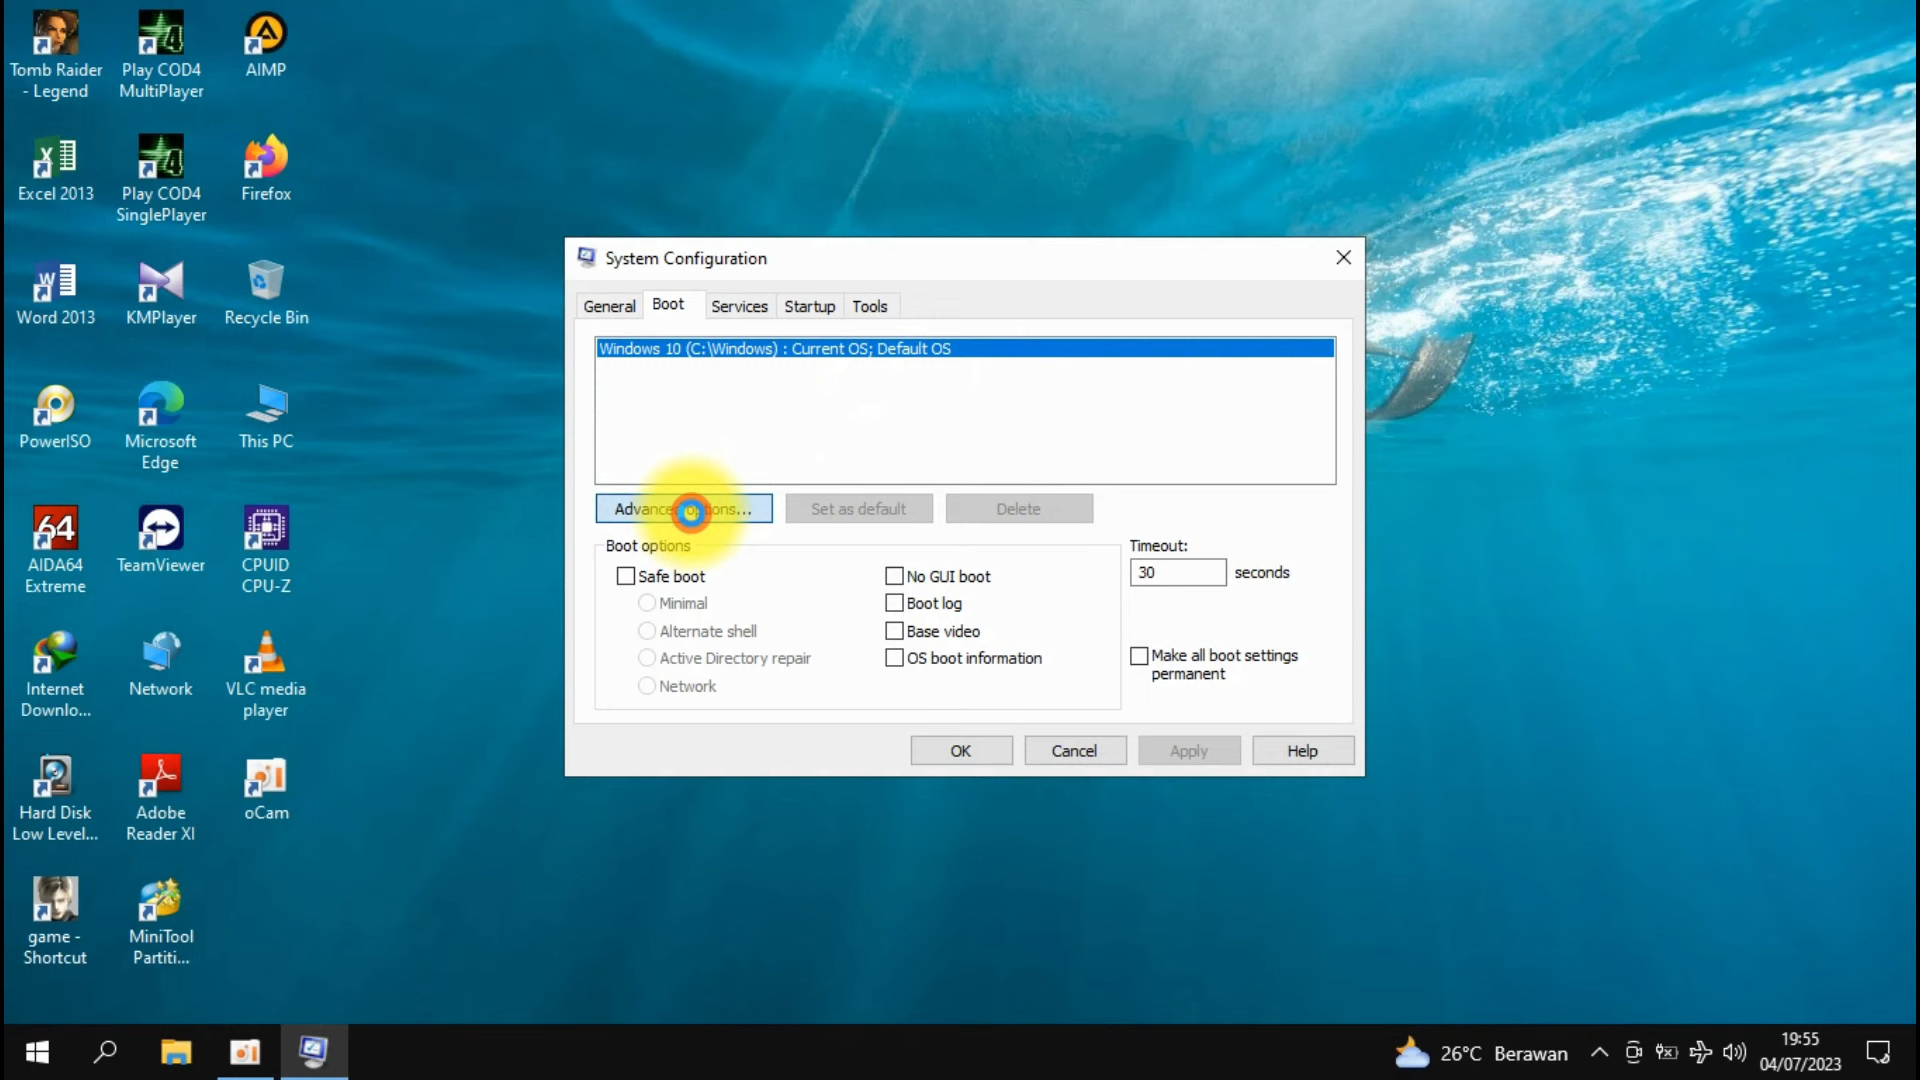 Tomb Raider
- Legend
Play COD4
MultiPlayer
AIMP
Excel 2013
Play COD4
SinglePlayer
Firefox
Word 2013
KMPlayer
Recycle Bin
PowerISO
Microsoft
Edge
This PC
64
AIDA64
Extreme
TeamViewer
CPUID
CPU-Z
Internet
Downlo...
Network
VLC media
player
Hard Disk
Low Level...
Adobe
Reader XI
oCam
game -
Shortcut
MiniTool
Partiti...
System Configuration
General
Boot
Services
Startup
Tools
Windows 10 (C:\Windows) : Current OS; Default OS
Advanced options...
Set as default
Delete
Boot options
Safe boot
Minimal
Alternate shell
Active Directory repair
Network
No GUI boot
Boot log
Base video
OS boot information
Timeout:
30 seconds
Make all boot settings
permanent
OK
Cancel
Apply
Help
26°C Berawan
19:55
04/07/2023